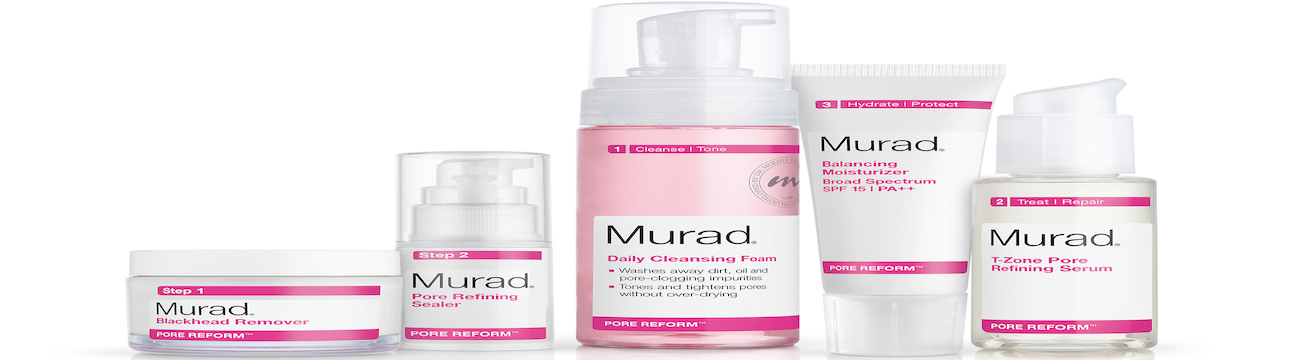 Step 1
Murad.
Blackhead Remover
PORE REFORM™
Step 2
Murad.
Pore Refining
Sealer
PORE REFORM™
1 Cleanse | Tone
m
Murad.
Daily Cleansing Foam
▪ Washes away dirt, oil and
pore-clogging impurities
▪ Tones and tightens pores
without over-drying
PORE REFORM™
3 Hydrate | Protect
Murad.
Balancing
Moisturizer
Broad Spectrum
SPF 15 | PA++
PORE REFORM™
2 Treat | Repair
Murad.
T-Zone Pore
Refining Serum
PORE REFORM™